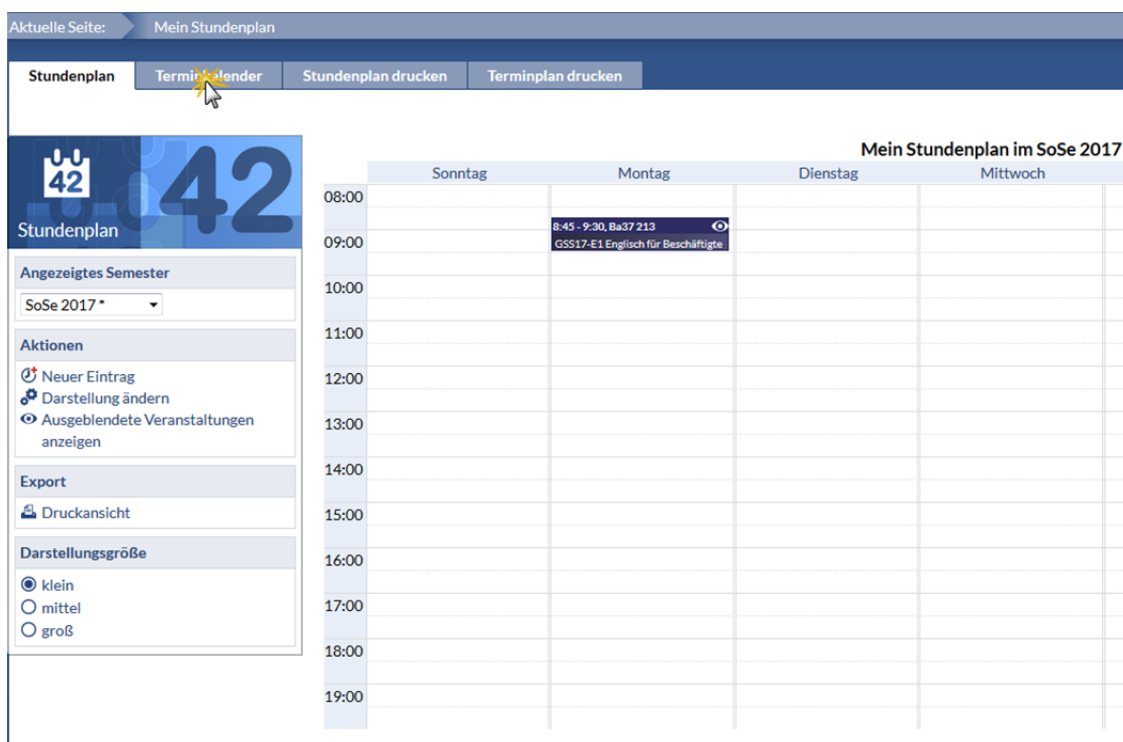 Aktuelle Seite: Mein Stundenplan
Stundenplan Terminkalender Stundenplan drucken Terminplan drucken
42
42
Stundenplan
Angezeigtes Semester
SoSe 2017 *
Aktionen
Neuer Eintrag
Darstellung ändern
Ausgeblendete Veranstaltungen
anzeigen
Export
Druckansicht
Darstellungsgröße
klein
mittel
groß
Mein Stundenplan im SoSe 2017
Sonntag Montag Dienstag Mittwoch
08:00
8:45 - 9:30, Ba37 213
09:00
GSS17-E1 Englisch für Beschäftigte
10:00
11:00
12:00
13:00
14:00
15:00
16:00
17:00
18:00
19:00